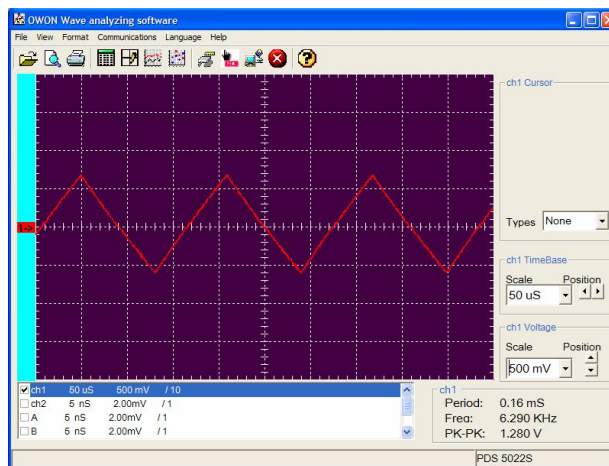 OWON Wave analyzing software
File View Format Communications Language Help
ch1 Cursor
Types None
ch1 TimeBase
Scale Position
50 uS
ch1 Voltage
Scale Position
500 mV
1->
ch1 50 uS 500 mV / 10
ch2 5 nS 2.00mV / 1
A 5 nS 2.00mV / 1
B 5 nS 2.00mV / 1
ch1
Period: 0.16 mS
Freq: 6.290 KHz
PK-PK: 1.280 V
PDS 5022S